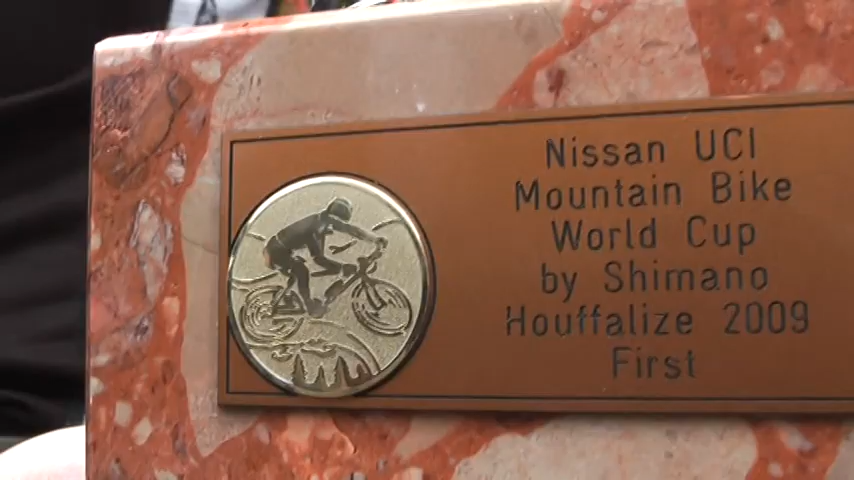 Nissan UCI
Mountain Bike
World Cup
by Shimano
Houffalize 2009
First